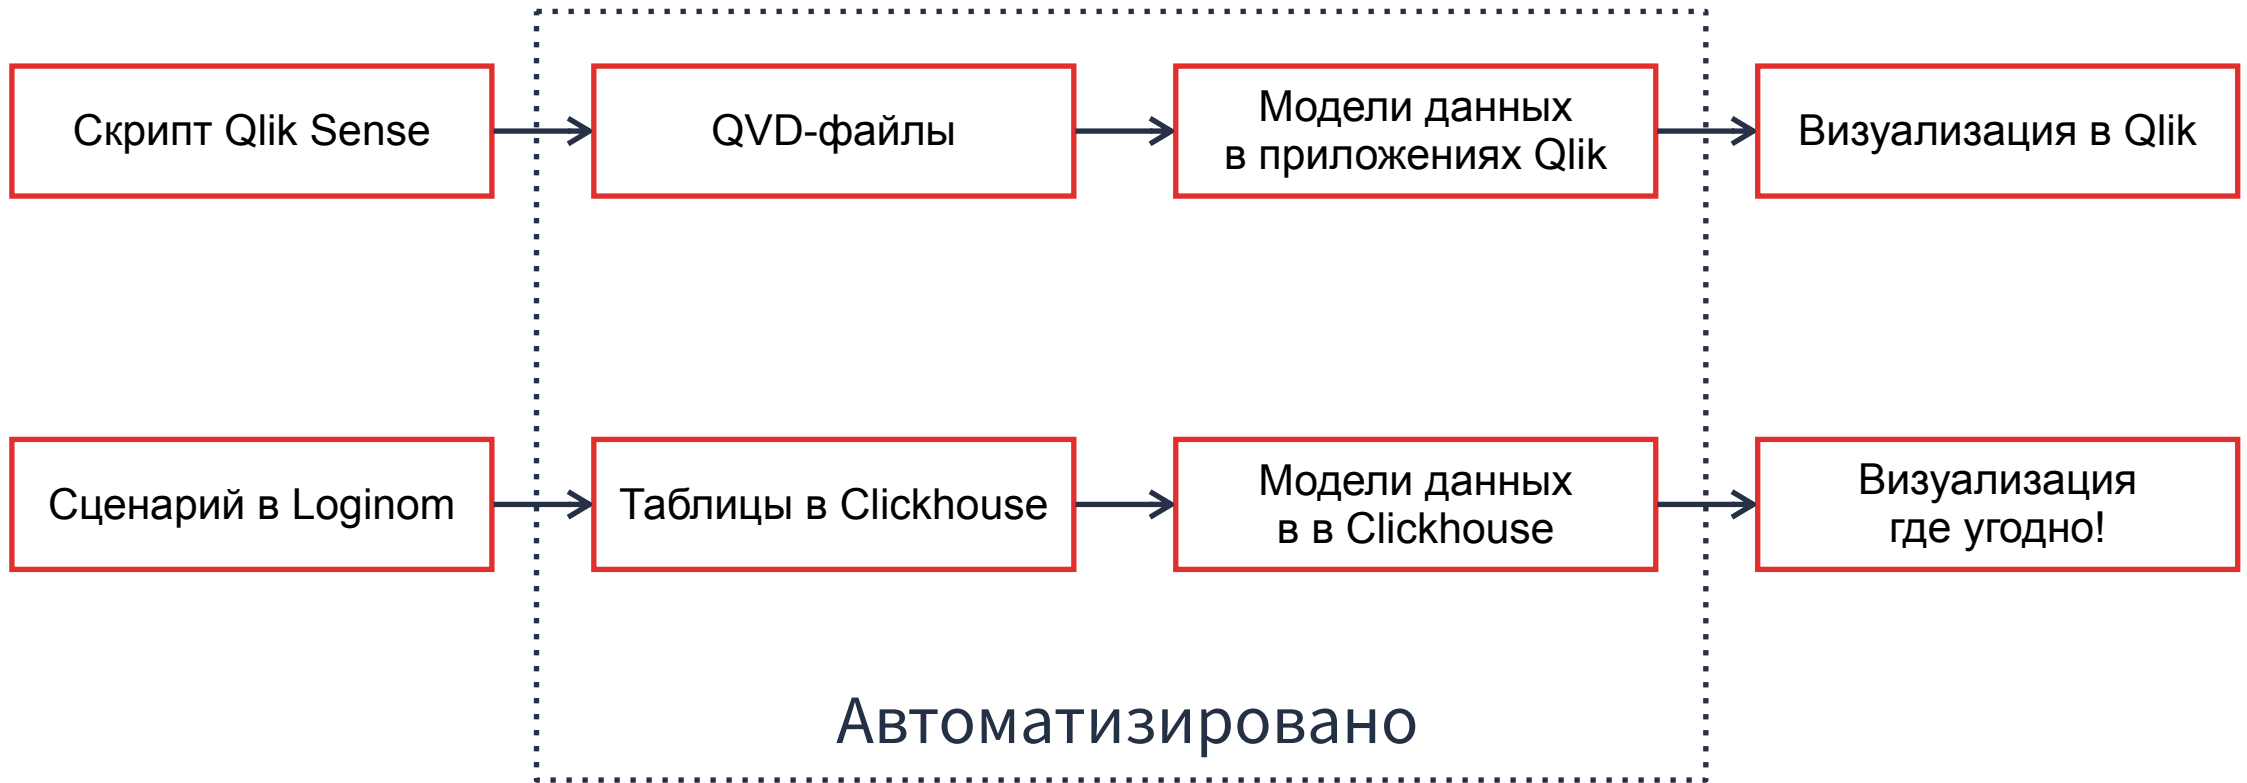 Скрипт Qlik Sense
QVD-файлы
Модели данных
в приложениях Qlik
Визуализация в Qlik
Сценарий в Loginom
Таблицы в Clickhouse
Модели данных
в в Clickhouse
Визуализация
где угодно!
Автоматизировано